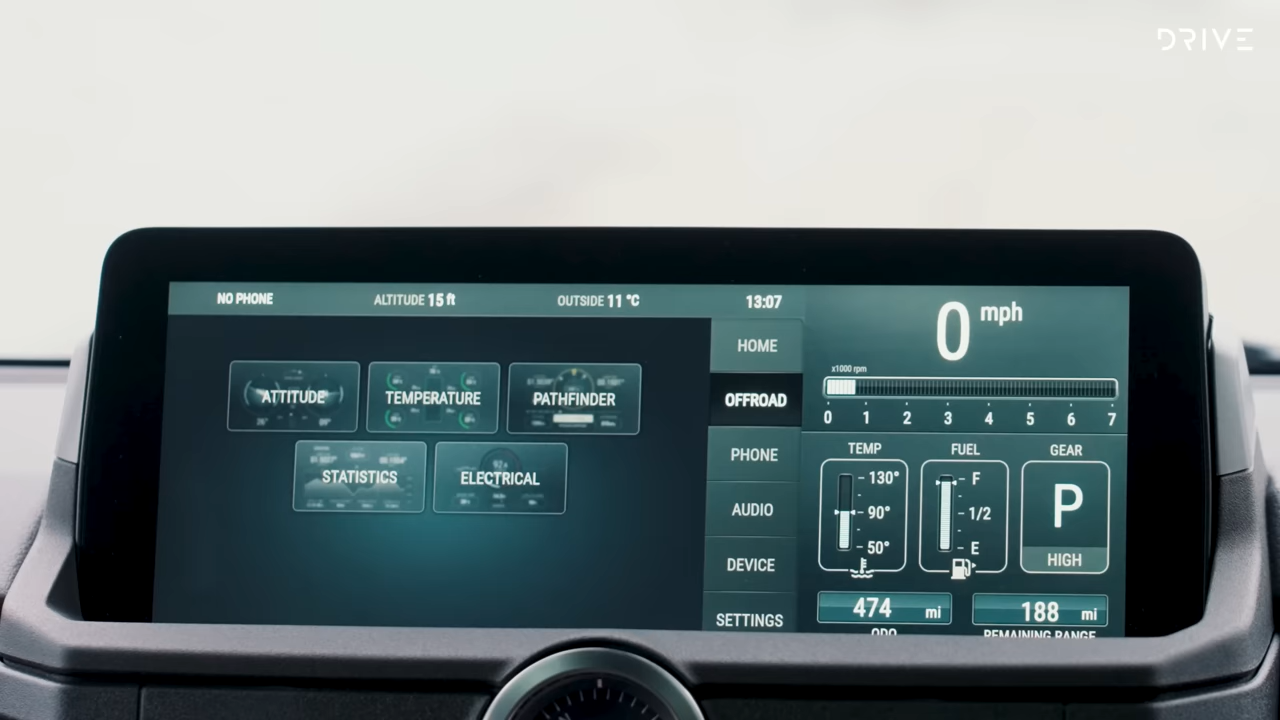 DRIVE
NO PHONE
ALTITUDE 15 ft
OUTSIDE 11 °C
13:07
ATTITUDE
TEMPERATURE
PATHFINDER
STATISTICS
ELECTRICAL
HOME
OFFROAD
PHONE
AUDIO
DEVICE
SETTINGS
0 mph
x1000 rpm
0 1 2 3 4 5 6 7
TEMP
130°
90°
50°
FUEL
F
1/2
E
GEAR
P
HIGH
474 mi
ODO
188 mi
REMAINING RANGE